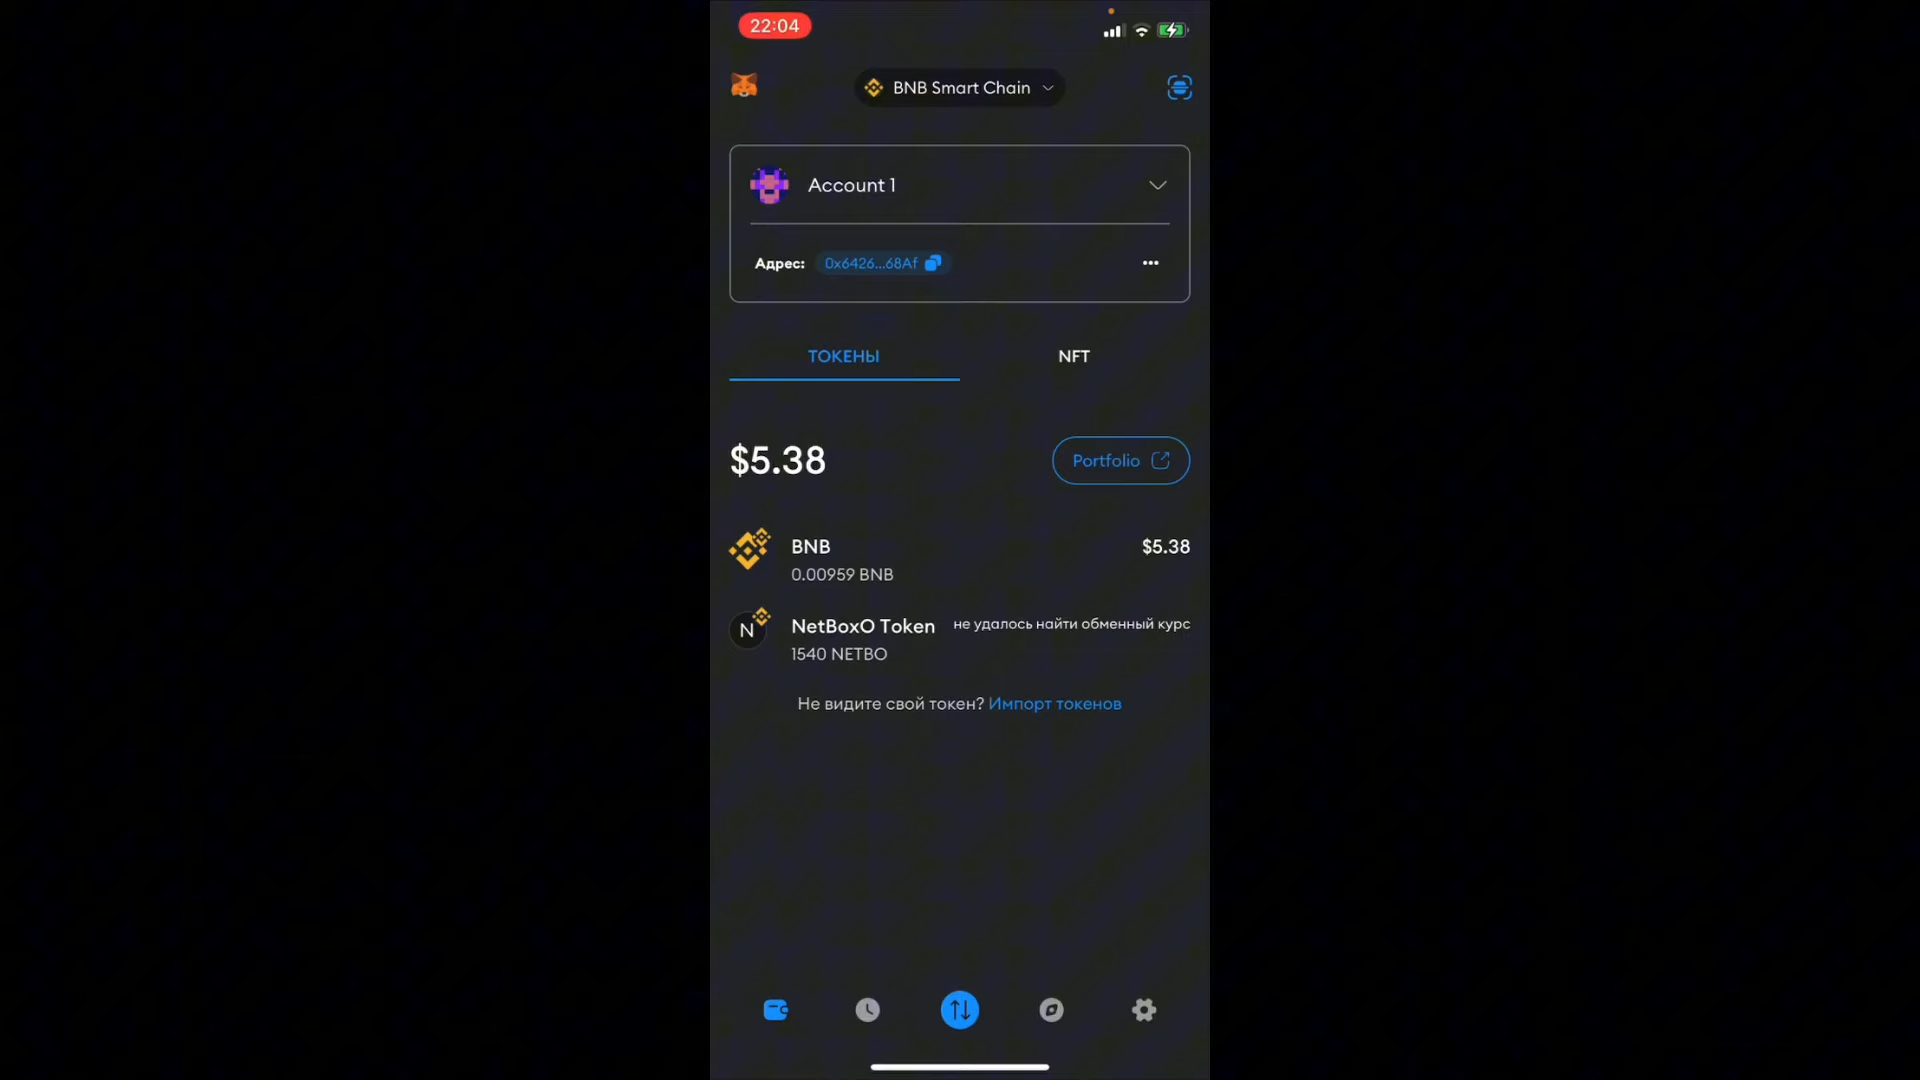 22:04
BNB Smart Chain
Account 1
Адрес: 0x6426...68Af
ТОКЕНЫ
NFT
$5.38
Portfolio
BNB
$5.38
0.00959 BNB
N
NetBoxO Token
не удалось найти обменный курс
1540 NETBO
Не видите свой токен? Импорт токенов